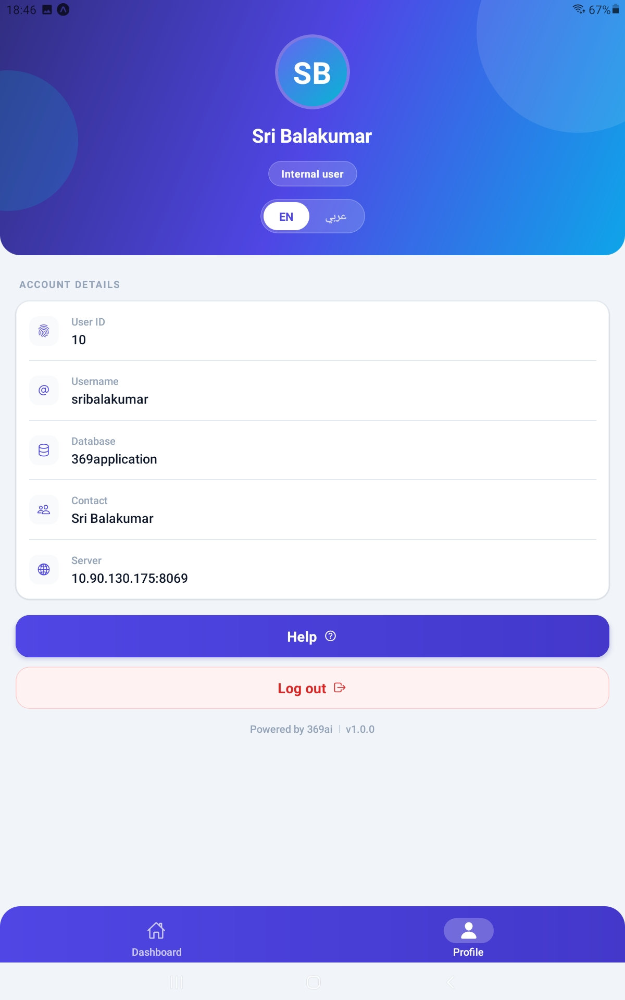 18:46
67%
SB
Sri Balakumar
Internal user
EN عربي
ACCOUNT DETAILS
User ID
10
@
Username
sribalakumar
Database
369application
Contact
Sri Balakumar
Server
10.90.130.175:8069
Help ?
Log out
Powered by 369ai | v1.0.0
Dashboard
Profile